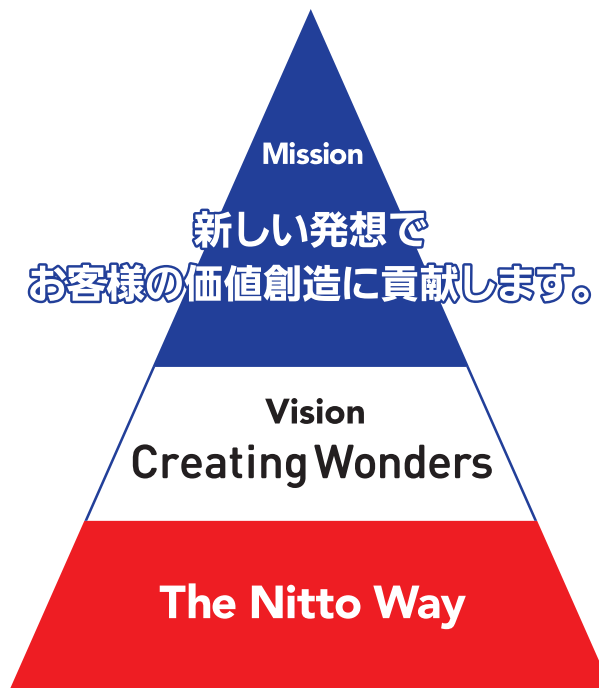 Mission
新しい発想で
お客様の価値創造に貢献します。
Vision
Creating Wonders
The Nitto Way